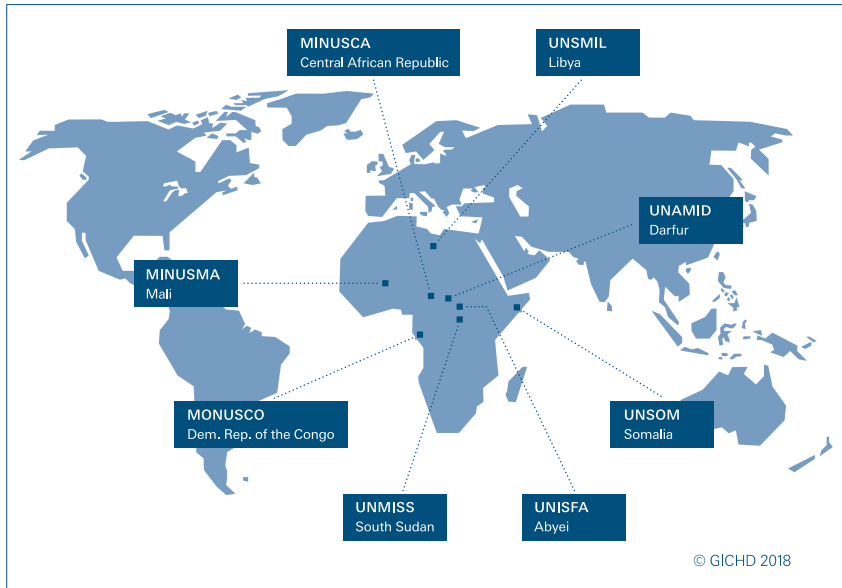 MINUSCA
Central African Republic
UNSMIL
Libya
UNAMID
Darfur
MINUSMA
Mali
MONUSCO
Dem. Rep. of the Congo
UNSOM
Somalia
UNMISS
South Sudan
UNISFA
Abyei
© GICHD 2018